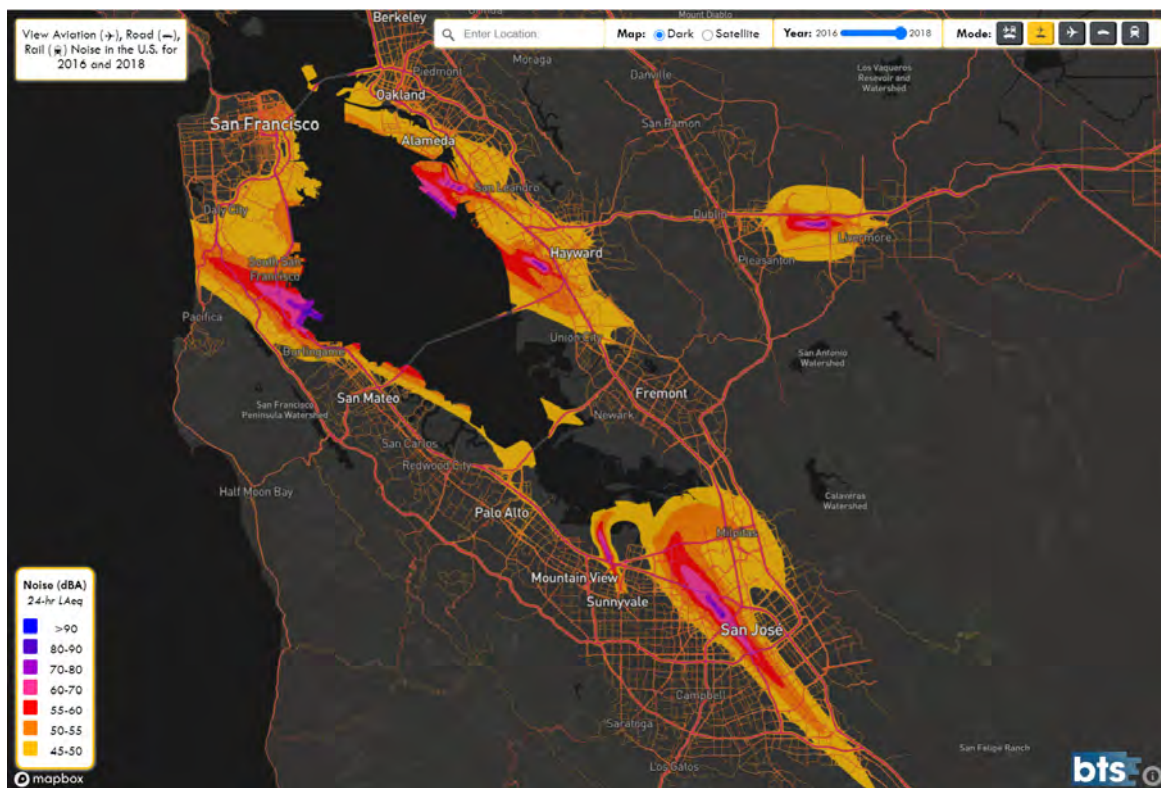 View Aviation (✈), Road (—),
Rail (🚆) Noise in the U.S. for
2016 and 2018
Enter Location:
Map: Dark Satellite
Year: 2016 2018
Mode:
Berkeley
Mount Diablo
Moraga
Piedmont
Danville
Los Vaqueros
Resevoir and
Watershed
Oakland
San Francisco
San Ramon
Alameda
San Leandro
Daly City
Dublin
Livermore
Hayward
Pleasanton
South San
Francisco
Pacifica
Union City
Burlingame
San Antonio
Watershed
San Mateo
Fremont
San Francisco
Peninsula Watershed
Newark
San Carlos
Redwood City
Half Moon Bay
Calaveras
Watershed
Palo Alto
Milpitas
Mountain View
Sunnyvale
San José
Campbell
Saratoga
Los Gatos
San Felipe Ranch
Noise (dBA)
24-hr LAeq
>90
80-90
70-80
60-70
55-60
50-55
45-50
mapbox
bts